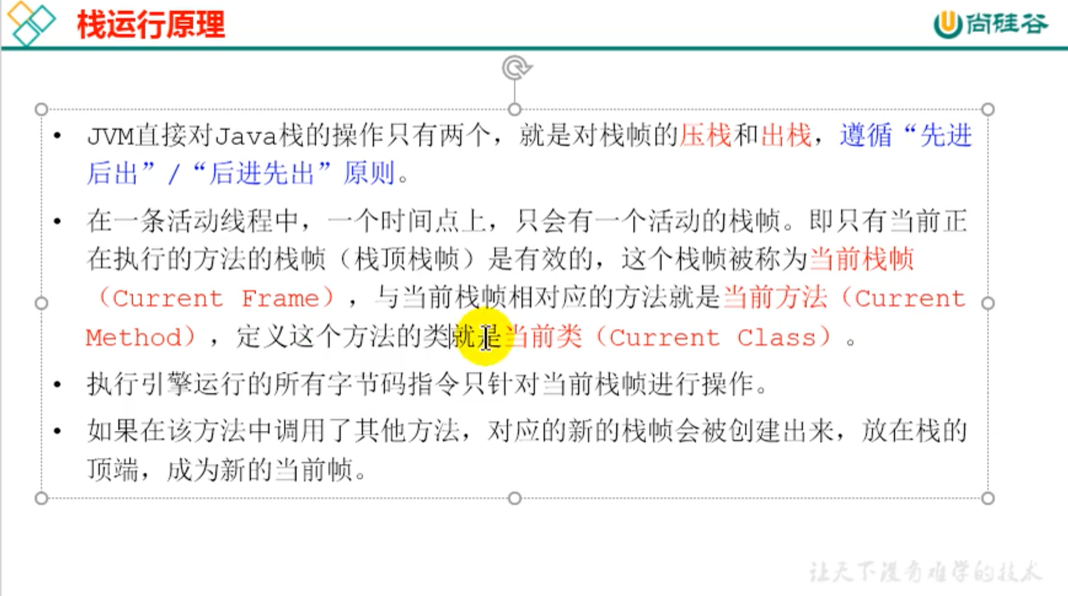 栈运行原理
尚硅谷
• JVM直接对Java栈的操作只有两个，就是对栈帧的压栈和出栈，遵循“先进
后出”/“后进先出”原则。
• 在一条活动线程中，一个时间点上，只会有一个活动的栈帧。即只有当前正
在执行的方法的栈帧（栈顶栈帧）是有效的，这个栈帧被称为当前栈帧
（Current Frame），与当前栈帧相对应的方法就是当前方法（Current
Method），定义这个方法的类就是当前类（Current Class）。
• 执行引擎运行的所有字节码指令只针对当前栈帧进行操作。
• 如果在该方法中调用了其他方法，对应的新的栈帧会被创建出来，放在栈的
顶端，成为新的当前帧。
让天下没有难学的技术